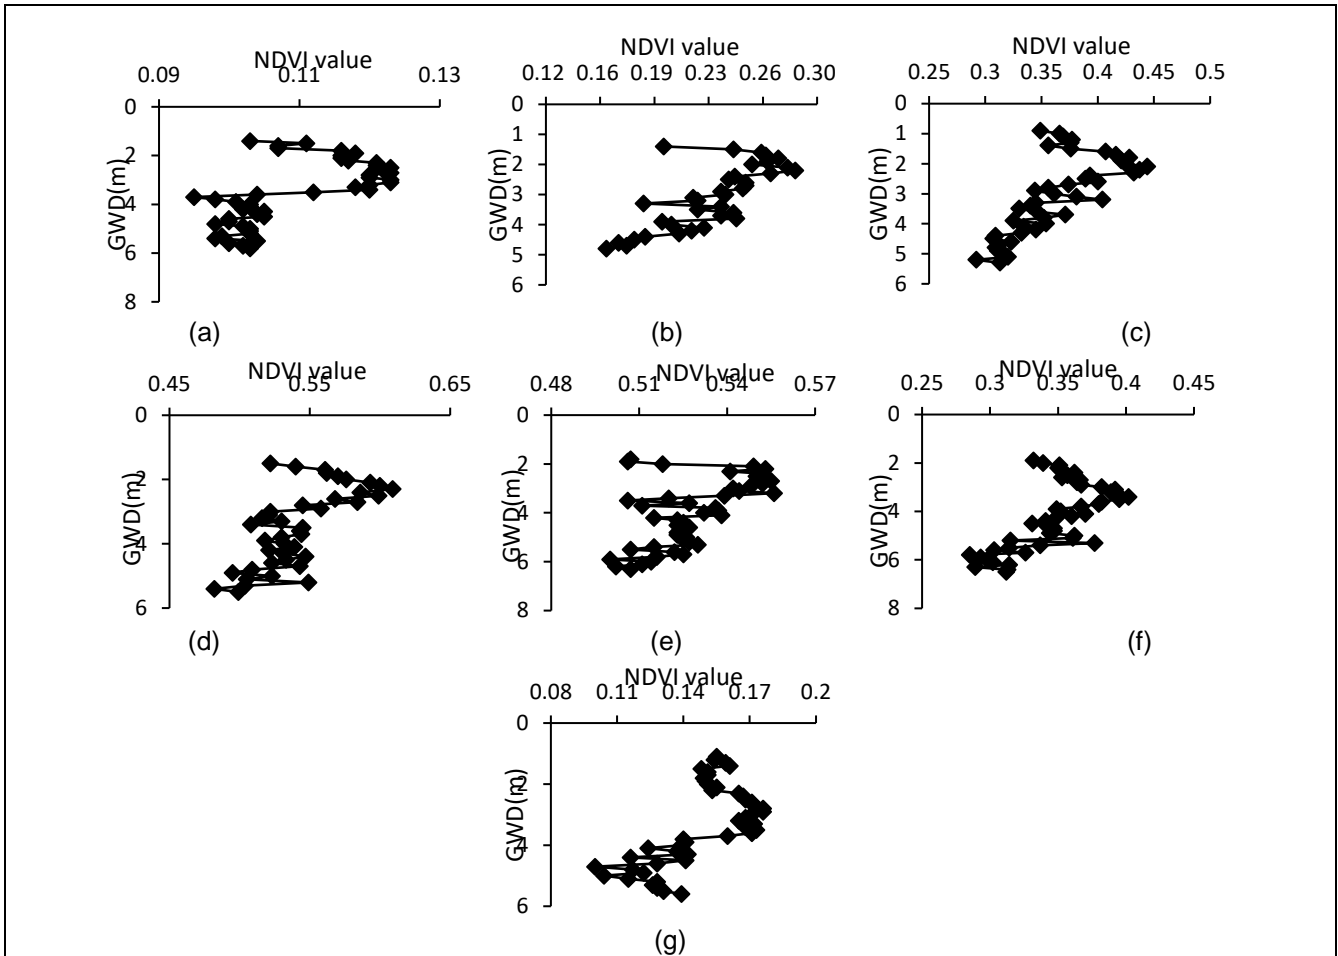 NDVI value
0.09 0.11 0.13
0
2
4
6
8
GWD(m)
(a)
NDVI value
0.12 0.16 0.19 0.23 0.26 0.30
0
1
2
3
4
5
6
GWD(m)
(b)
NDVI value
0.25 0.3 0.35 0.4 0.45 0.5
0
1
2
3
4
5
6
GWD(m)
(c)
NDVI value
0.45 0.55 0.65
0
2
4
6
GWD(m)
(d)
NDVI value
0.48 0.51 0.54 0.57
0
2
4
6
8
GWD(m)
(e)
NDVI value
0.25 0.3 0.35 0.4 0.45
0
2
4
6
8
GWD(m)
(f)
NDVI value
0.08 0.11 0.14 0.17 0.2
0
2
4
6
GWD(m)
(g)